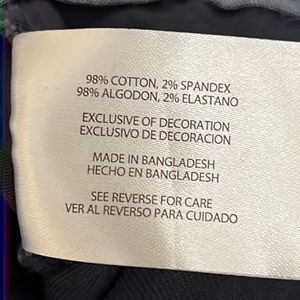 98% COTTON, 2% SPANDEX
98% ALGODON, 2% ELASTANO
EXCLUSIVE OF DECORATION
EXCLUSIVO DE DECORACION
MADE IN BANGLADESH
HECHO EN BANGLADESH
SEE REVERSE FOR CARE
VER AL REVERSO PARA CUIDADO